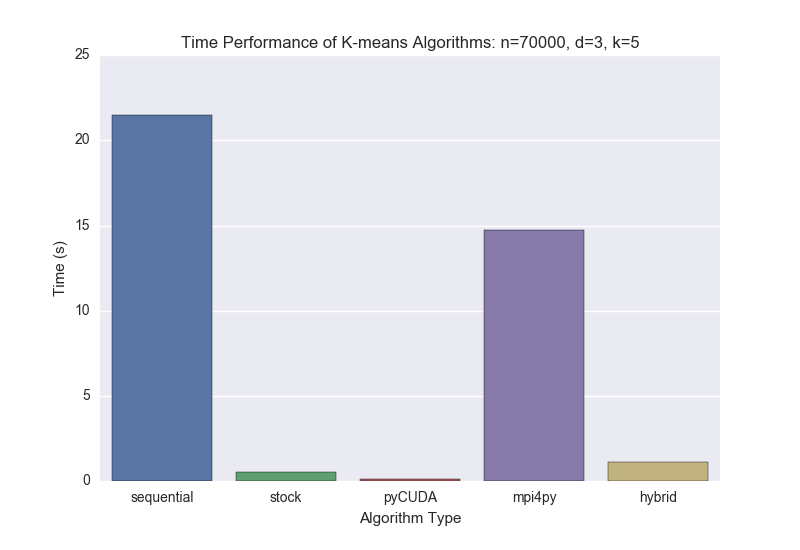 Time Performance of K-means Algorithms: n=70000, d=3, k=5
25
20
15
10
5
0
Time (s)
sequential stock pyCUDA mpi4py hybrid
Algorithm Type